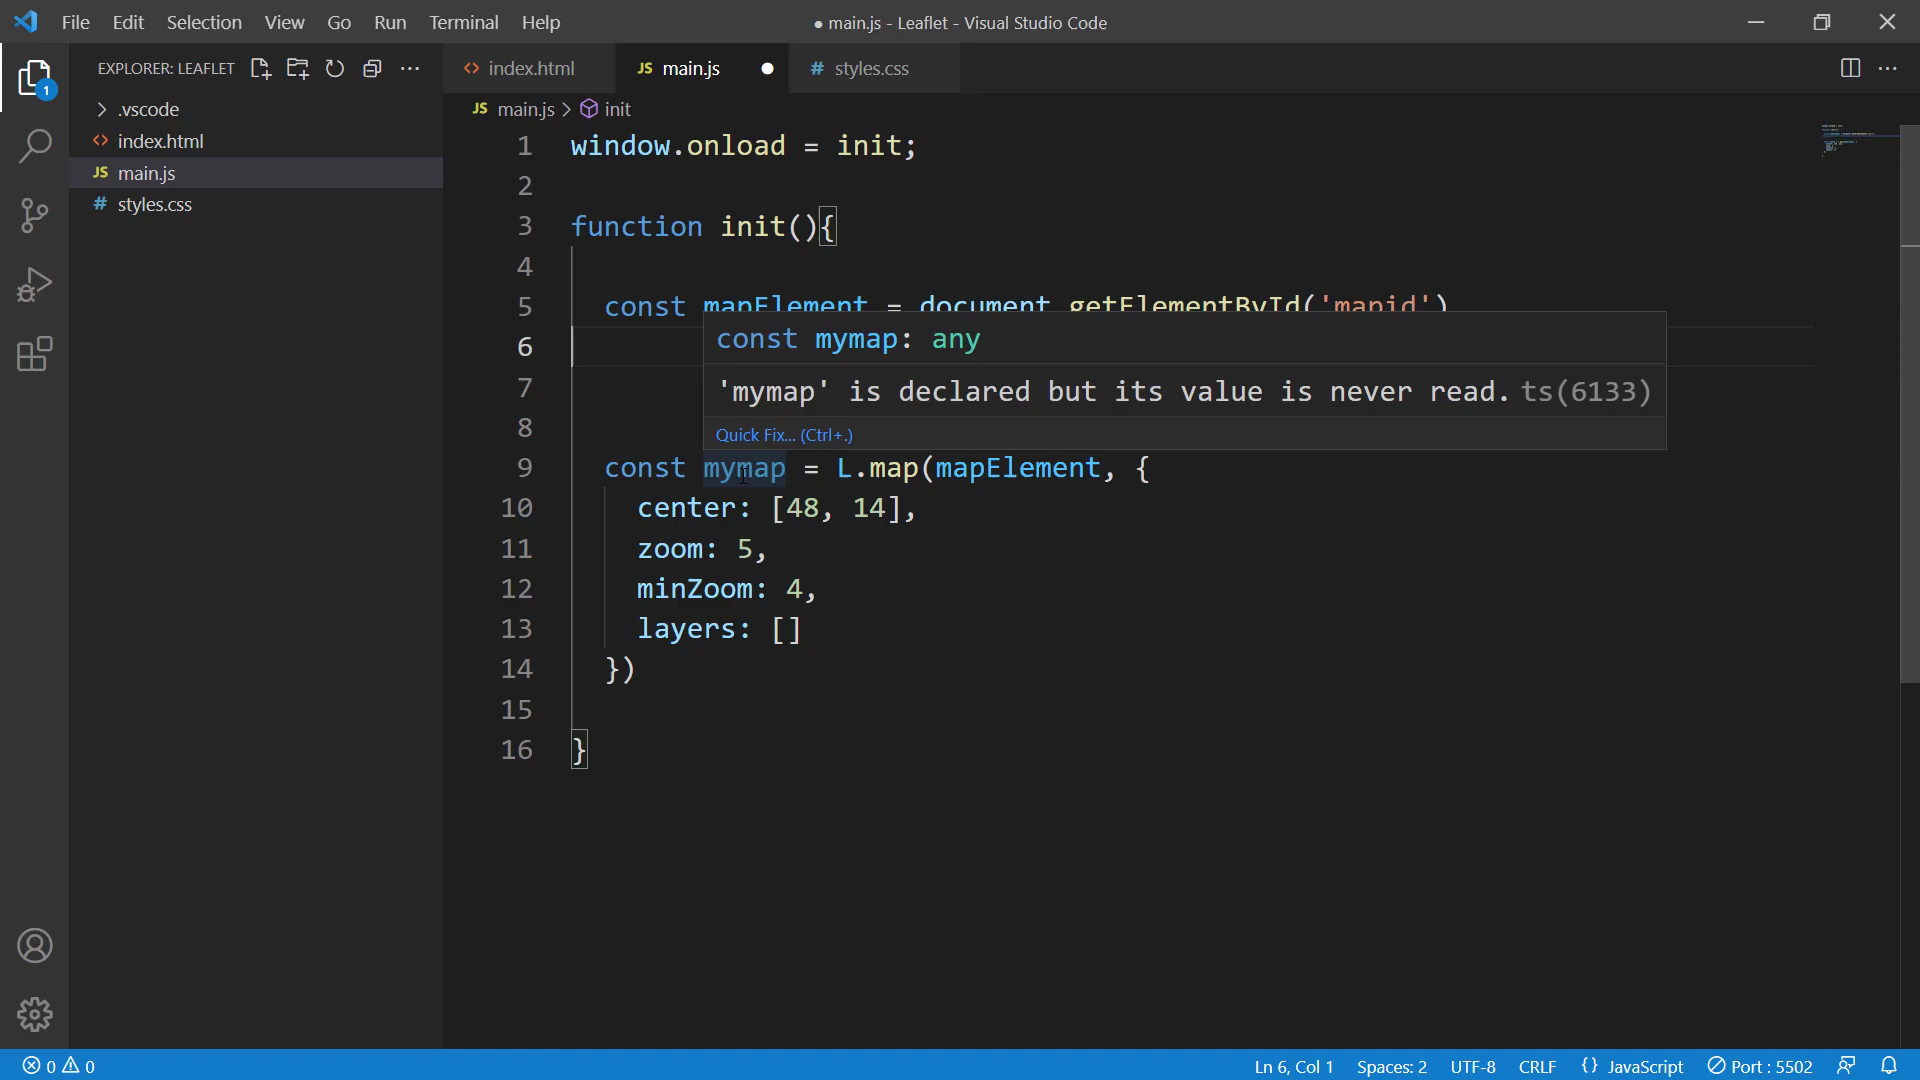 File Edit Selection View Go Run Terminal Help
● main.js - Leaflet - Visual Studio Code
EXPLORER: LEAFLET
index.html
JS main.js
# styles.css
1
.vscode
index.html
JS main.js
# styles.css
JS main.js > init
1 window.onload = init;
2
3 function init(){
4
5 const mapElement = document.getElementById('mapid')
6
const mymap: any
7
'mymap' is declared but its value is never read. ts(6133)
8
Quick Fix... (Ctrl+.)
9 const mymap = L.map(mapElement, {
10 center: [48, 14],
11 zoom: 5,
12 minZoom: 4,
13 layers: []
14 })
15
16 }
0 0
Ln 6, Col 1 Spaces: 2 UTF-8 CRLF {} JavaScript Port : 5502